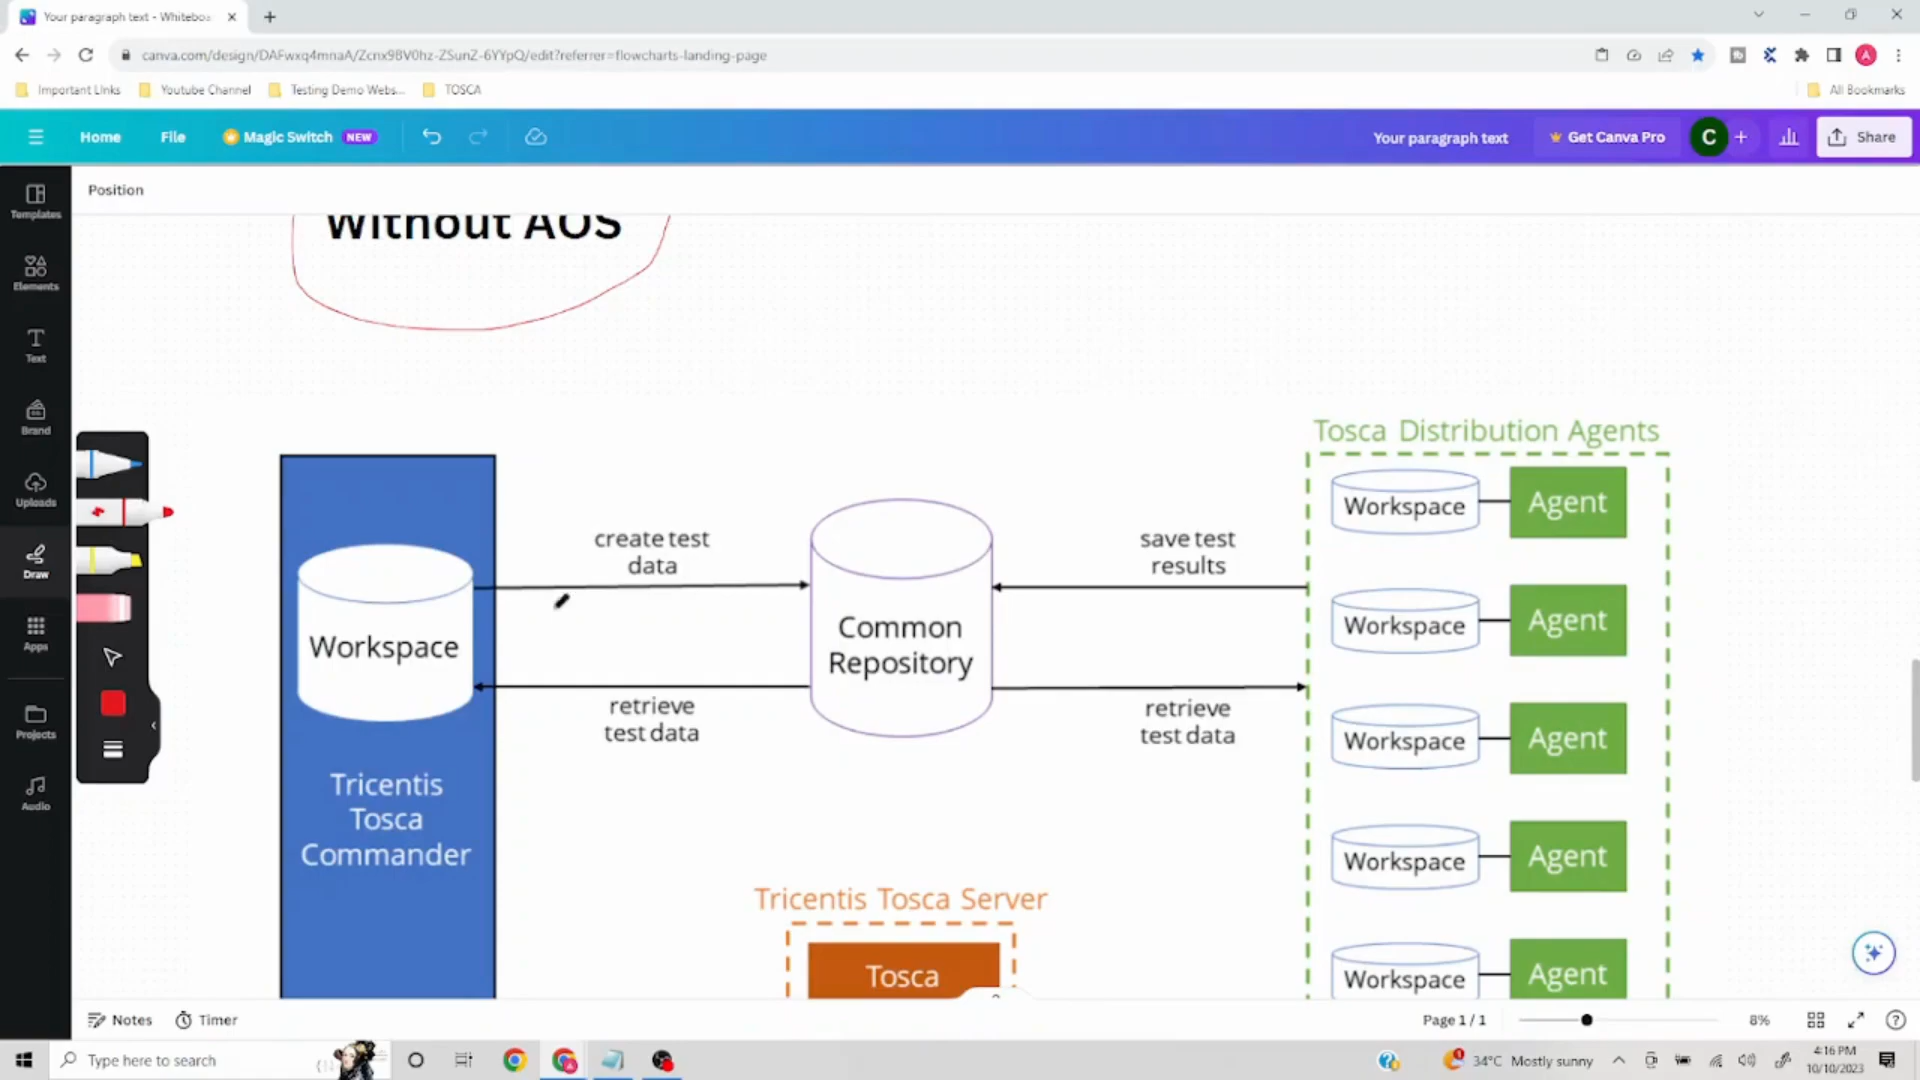 Your paragraph text - Whiteboa
canva.com/design/DAFwxq4mnaA/Zcnx9BV0hz-ZSunZ-6YYpQ/edit?referrer=flowcharts-landing-page
Important Links
Youtube Channel
Testing Demo Webs...
TOSCA
All Bookmarks
Home
File
Magic Switch
NEW
Your paragraph text
Get Canva Pro
C
Share
Templates
Elements
Text
Brand
Uploads
Draw
Apps
Projects
Audio
Position
Without AOS
Workspace
Tricentis
Tosca
Commander
create test
data
retrieve
test data
Common
Repository
save test
results
retrieve
test data
Tricentis Tosca Server
Tosca
Tosca Distribution Agents
Workspace
Agent
Workspace
Agent
Workspace
Agent
Workspace
Agent
Workspace
Agent
Notes
Timer
Page 1 / 1
8%
Type here to search
34°C Mostly sunny
4:16 PM
10/10/2023